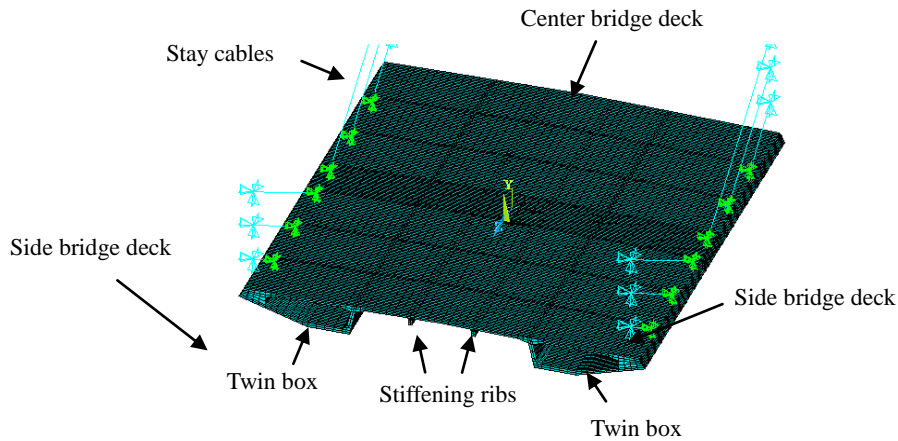 Center bridge deck
Stay cables
Y
Side bridge deck
Side bridge deck
Twin box
Stiffening ribs
Twin box